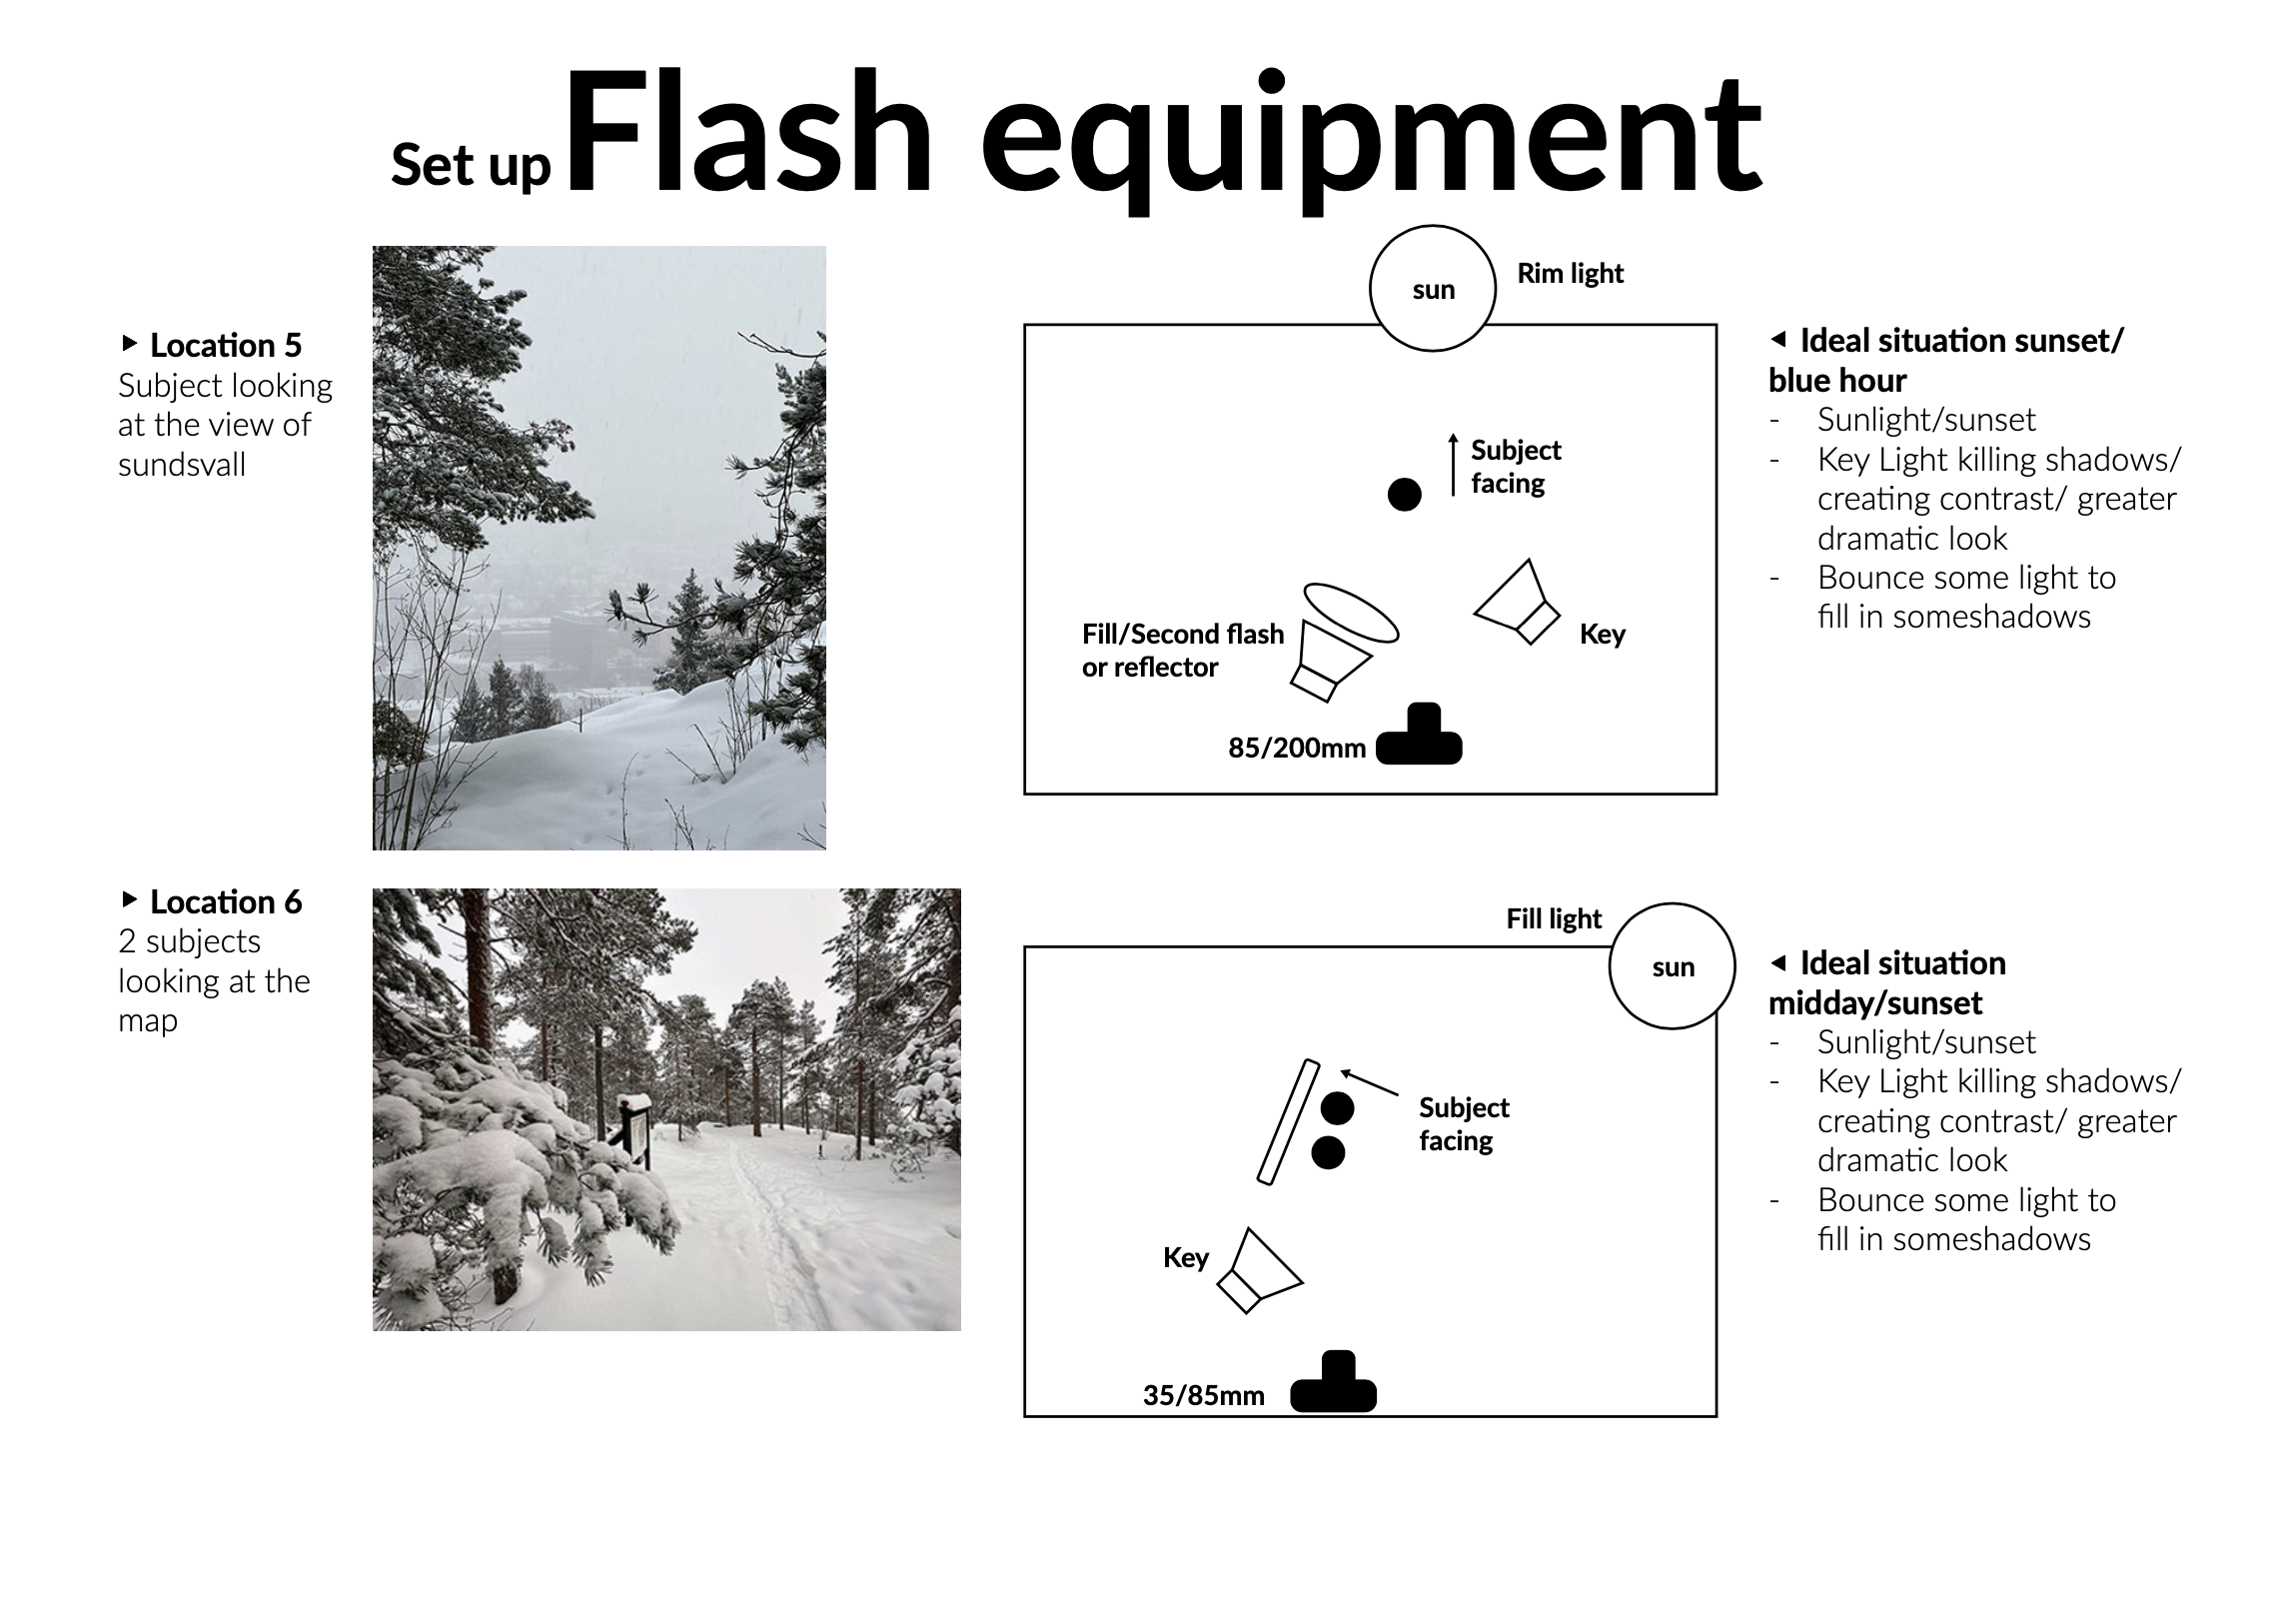 Set up Flash equipment
► Location 5
Subject looking
at the view of
sundsvall
sun
Rim light
Subject
facing
Fill/Second flash
or reflector
Key
85/200mm
◄ Ideal situation sunset/
blue hour
- Sunlight/sunset
- Key Light killing shadows/
creating contrast/ greater
dramatic look
- Bounce some light to
fill in someshadows
► Location 6
2 subjects
looking at the
map
Fill light
sun
Subject
facing
Key
35/85mm
◄ Ideal situation
midday/sunset
- Sunlight/sunset
- Key Light killing shadows/
creating contrast/ greater
dramatic look
- Bounce some light to
fill in someshadows